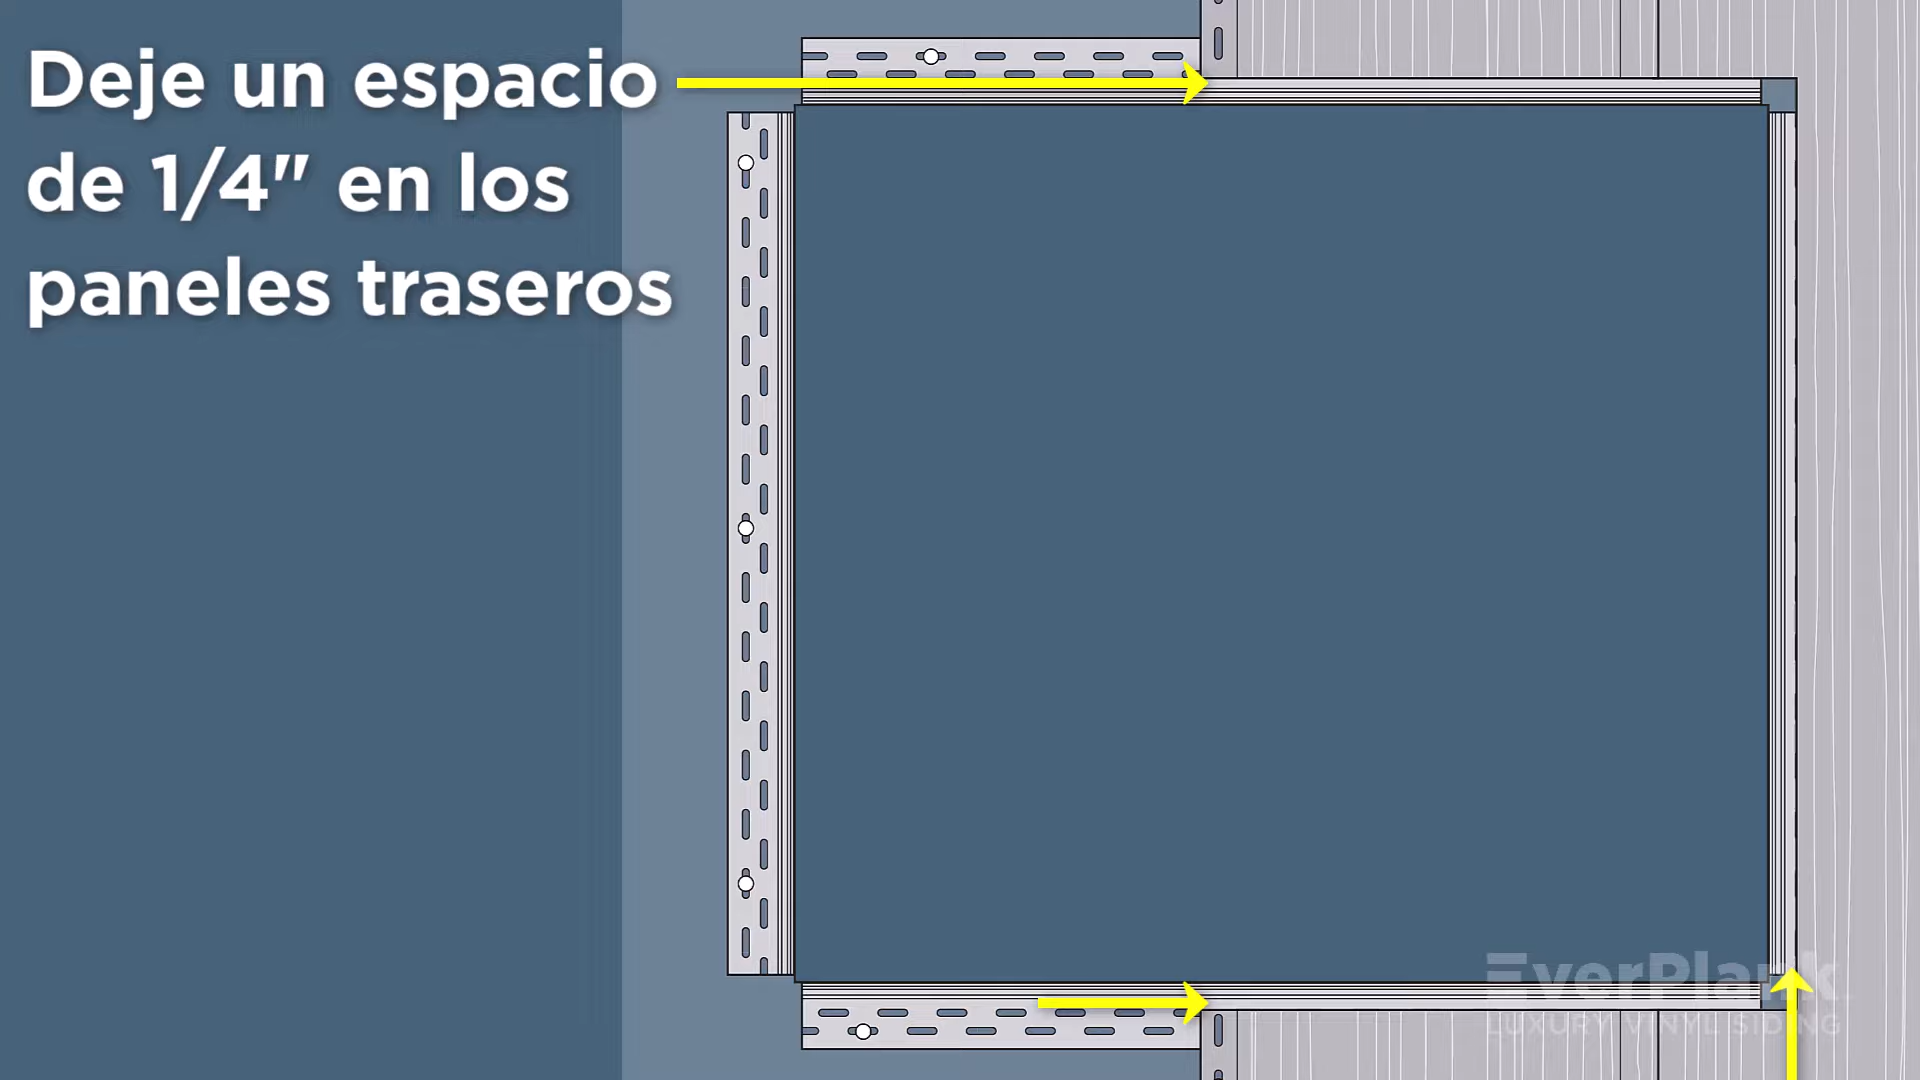 Deje un espacio
de 1/4" en los
paneles traseros
EverPlank
LUXURY VINYL SIDING